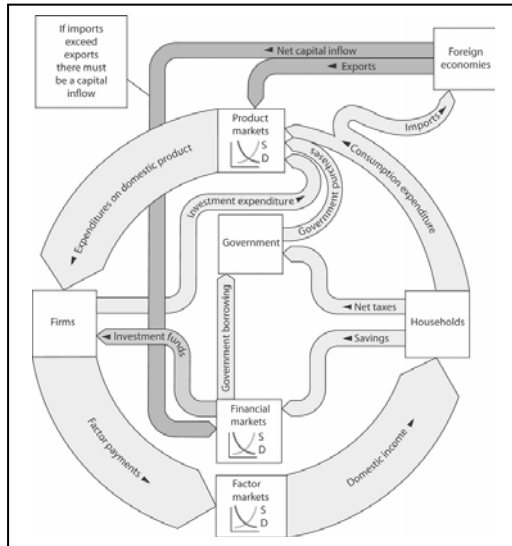 If imports
exceed
exports
there must
be a capital
inflow
◄ Net capital inflow
◄ Exports
Foreign
economies
Imports ►
Product
markets
S
D
◄ Consumption expenditure
◄ Expenditures on domestic product
Investment expenditure ►
Government purchases
Government
Firms
◄ Net taxes
Households
◄ Savings
◄ Investment funds
Government borrowing
Financial
markets
S
D
Factor payments ►
Domestic income ►
Factor
markets
S
D